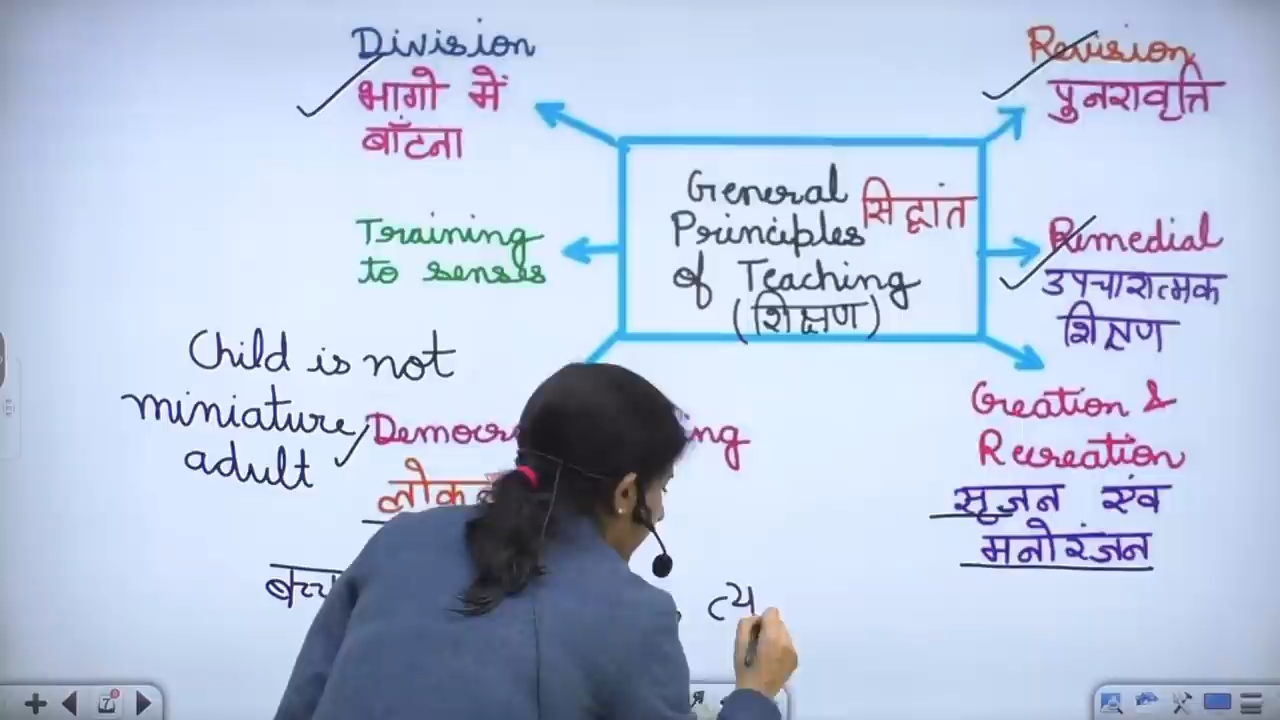 Division
भागो में
बाँटना
Training
to senses
Child is not
miniature
adult
General
Principles सिद्धांत
of Teaching
(शिक्षण)
Revision
पुनरावृत्ति
Remedial
उपचारात्मक
शिक्षण
Creation &
Recreation
सृजन एंव
मनोरंजन
7